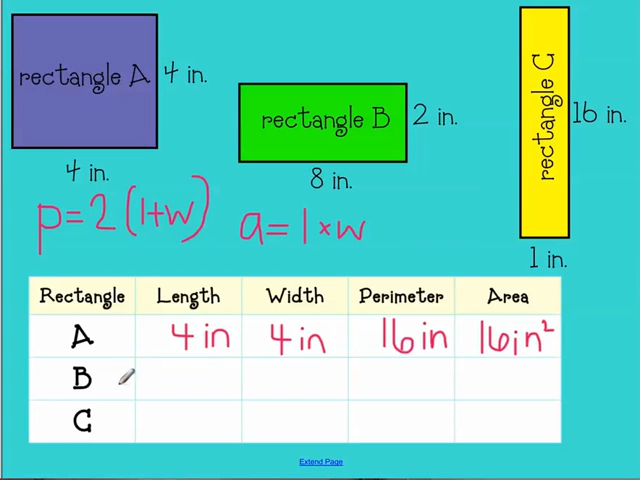 rectangle A
4 in.
4 in.
rectangle B
2 in.
8 in.
rectangle C
16 in.
1 in.
p=2(l+w)
a=l×w
Rectangle Length Width Perimeter Area
A 4 in 4 in 16 in 16 in²
B
C
Extend Page